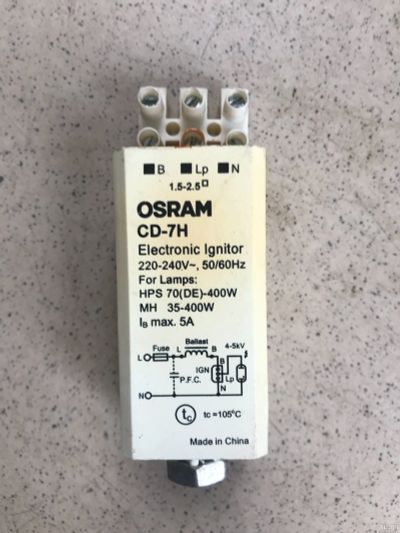 B Lp N
1.5-2.5
OSRAM
CD-7H
Electronic Ignitor
220-240V~, 50/60Hz
For Lamps:
HPS 70(DE)-400W
MH 35-400W
IB max. 5A
Ballast
L Fuse L B 4-5kV
B
IGN
Lp
P.F.C.
N
N
tc tc=105°C
Made in China